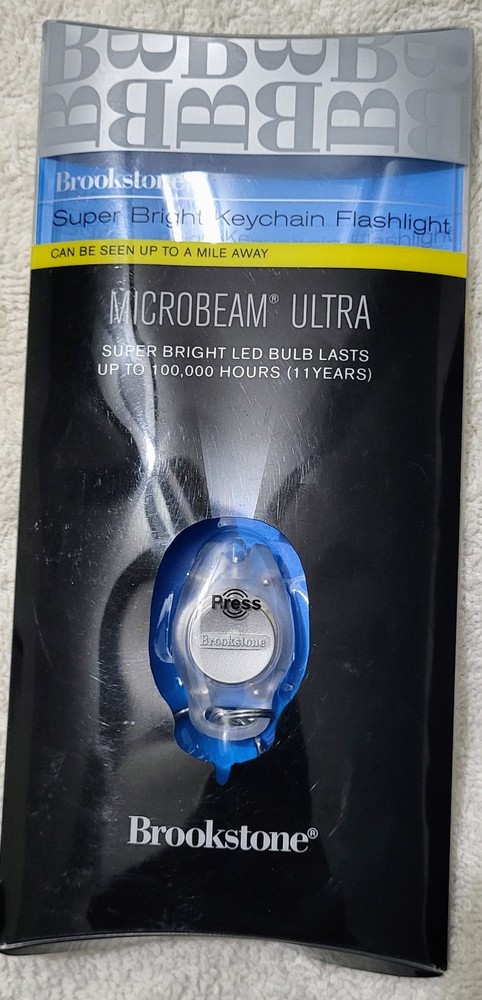 Brookstone
Super Bright Keychain Flashlight
CAN BE SEEN UP TO A MILE AWAY
MICROBEAM® ULTRA
SUPER BRIGHT LED BULB LASTS
UP TO 100,000 HOURS (11YEARS)
Press
Brookstone
Brookstone®